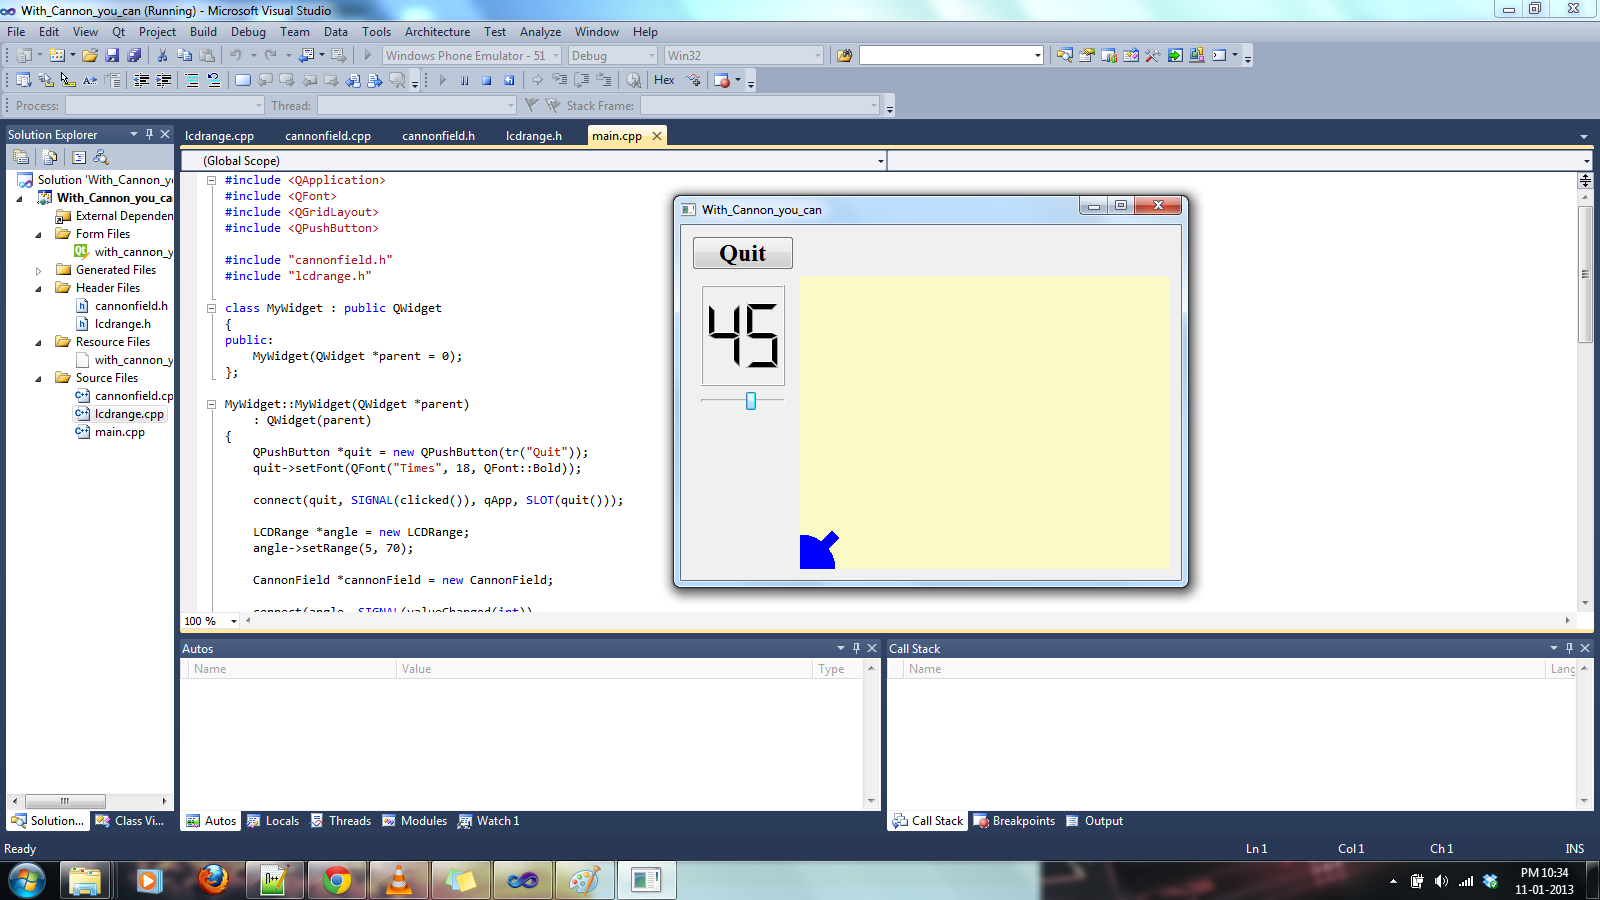 With_Cannon_you_can (Running) - Microsoft Visual Studio
File Edit View Qt Project Build Debug Team Data Tools Architecture Test Analyze Window Help
Windows Phone Emulator - 51 Debug Win32
Hex
Process: Thread: Stack Frame:
Solution Explorer
lcdrange.cpp cannonfield.cpp cannonfield.h lcdrange.h main.cpp
(Global Scope)
Solution 'With_Cannon_y
With_Cannon_you_ca
External Dependen
Form Files
with_cannon_y
Generated Files
Header Files
cannonfield.h
lcdrange.h
Resource Files
with_cannon_y
Source Files
cannonfield.cp
lcdrange.cpp
main.cpp
#include <QApplication>
#include <QFont>
#include <QGridLayout>
#include <QPushButton>
#include "cannonfield.h"
#include "lcdrange.h"
class MyWidget : public QWidget
{
public:
MyWidget(QWidget *parent = 0);
};
MyWidget::MyWidget(QWidget *parent)
: QWidget(parent)
{
QPushButton *quit = new QPushButton(tr("Quit"));
quit->setFont(QFont("Times", 18, QFont::Bold));
connect(quit, SIGNAL(clicked()), qApp, SLOT(quit()));
LCDRange *angle = new LCDRange;
angle->setRange(5, 70);
CannonField *cannonField = new CannonField;
connect(angle, SIGNAL(valueChanged(int)),
With_Cannon_you_can
Quit
45
100 %
Autos
Name Value Type
Call Stack
Name Lang
Solution... Class Vi...
Autos Locals Threads Modules Watch 1
Call Stack Breakpoints Output
Ready Ln 1 Col 1 Ch 1 INS
PM 10:34
11-01-2013